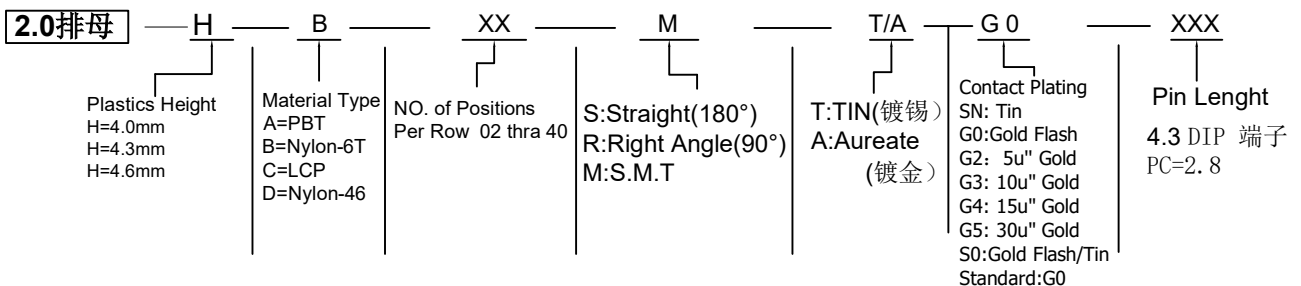 2.0排母 H B XX M T/A G 0 XXX
Plastics Height
H=4.0mm
H=4.3mm
H=4.6mm
Material Type
A=PBT
B=Nylon-6T
C=LCP
D=Nylon-46
NO. of Positions
Per Row 02 thra 40
S:Straight(180°)
R:Right Angle(90°)
M:S.M.T
T:TIN(镀锡）
A:Aureate
(镀金）
Contact Plating
SN: Tin
G0:Gold Flash
G2: 5u" Gold
G3: 10u" Gold
G4: 15u" Gold
G5: 30u" Gold
S0:Gold Flash/Tin
Standard:G0
Pin Lenght
4.3 DIP 端子
PC=2.8